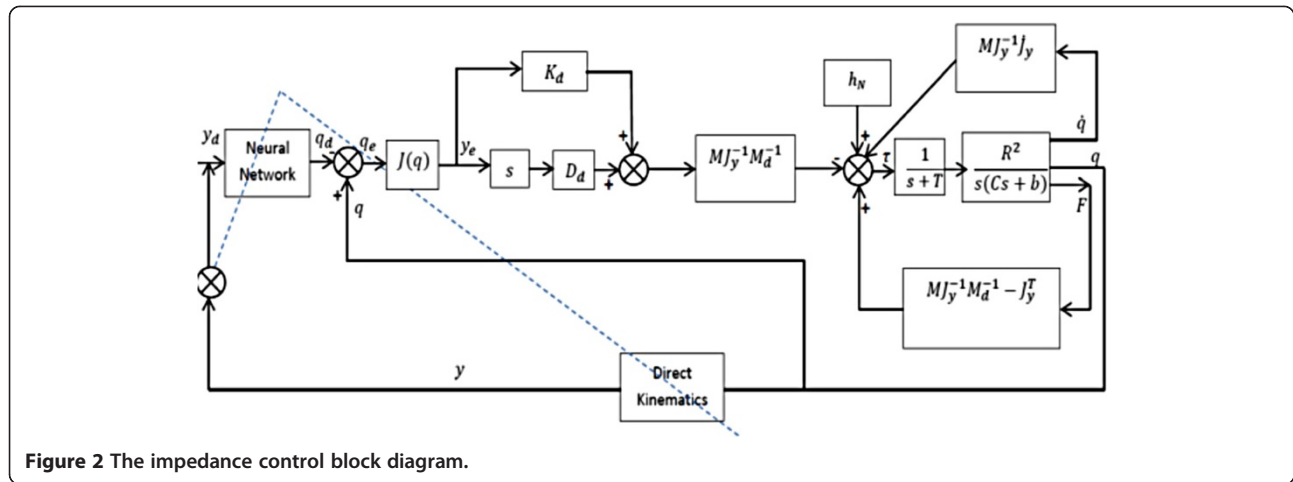 y_d
Neural
Network
q_d
-
+
q
q_e
J(q)
y_e
K_d
s
D_d
+
+
MJ_y^{-1}M_d^{-1}
-
h_N
+
+
τ
MJ_y^{-1}j_y
1
s + T
R^2
s(Cs + b)
q̇
q
F
MJ_y^{-1}M_d^{-1} − J_y^T
y
Direct
Kinematics
Figure 2 The impedance control block diagram.